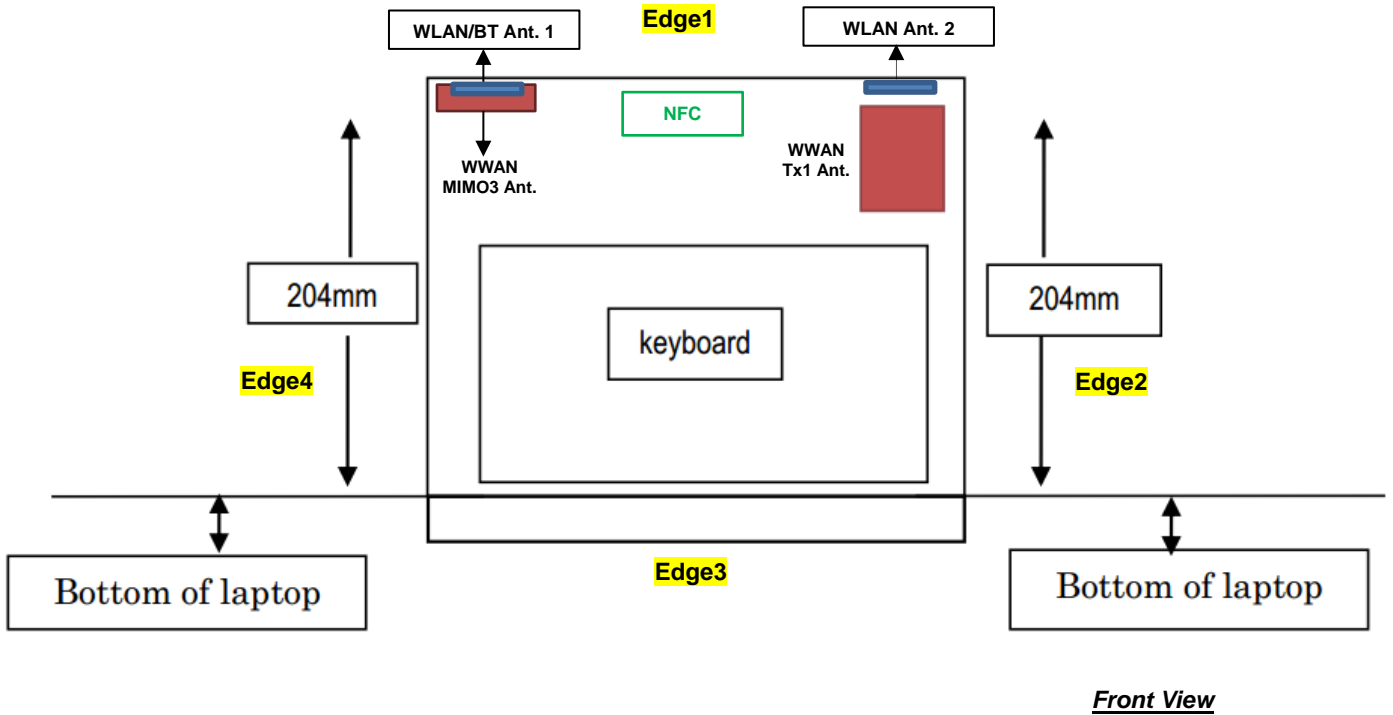 Edge1
WLAN/BT Ant. 1
WLAN Ant. 2
NFC
WWAN
MIMO3 Ant.
WWAN
Tx1 Ant.
204mm
204mm
keyboard
Edge4
Edge2
Edge3
Bottom of laptop
Bottom of laptop
Front View